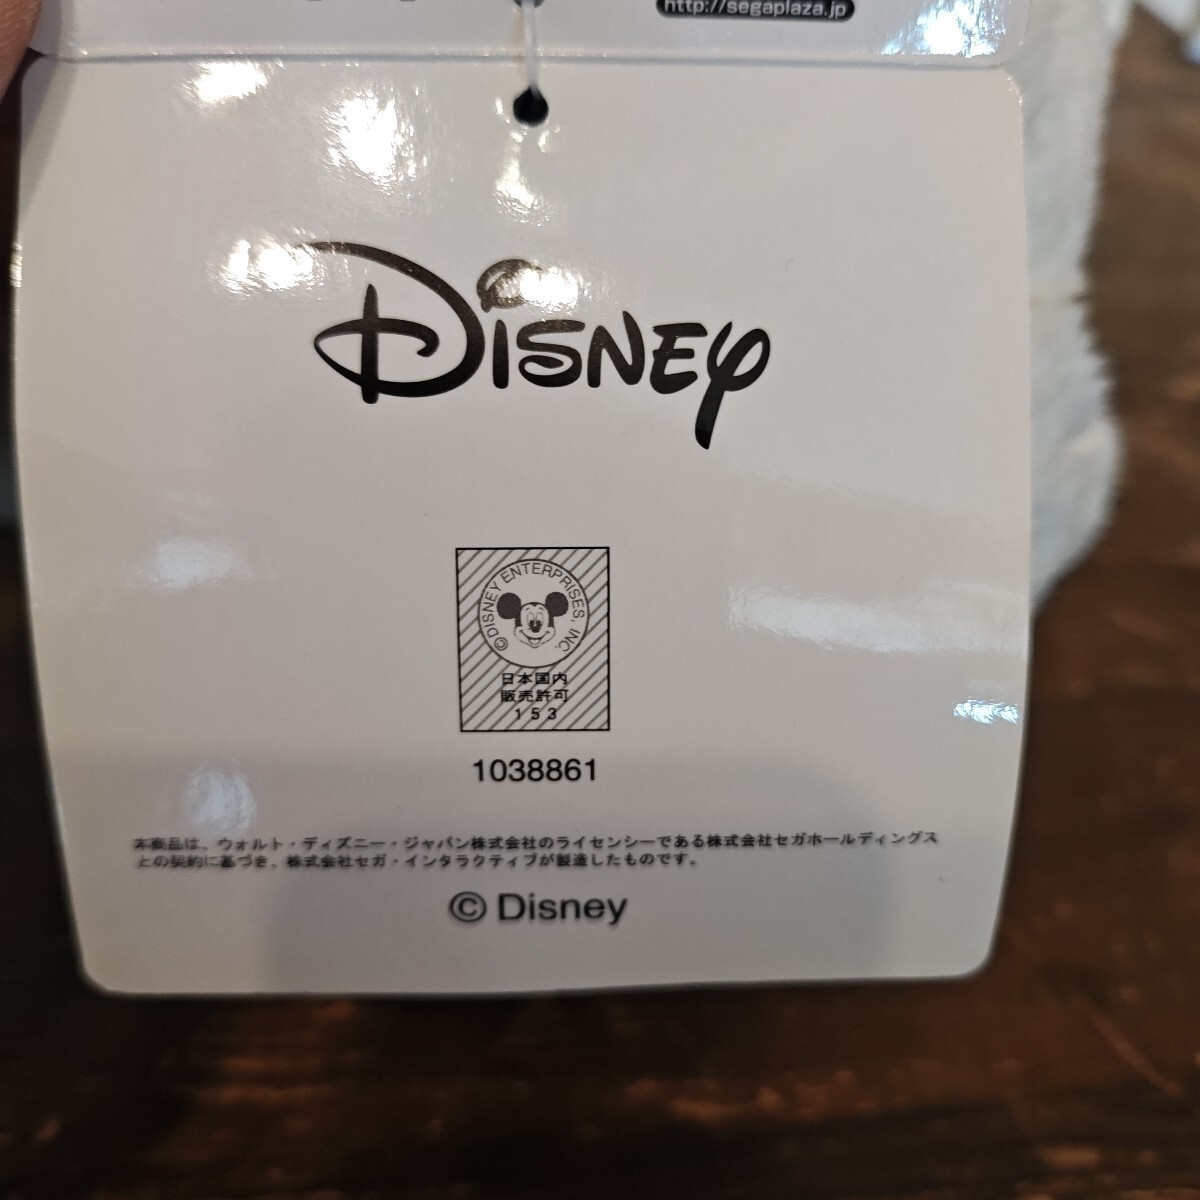 http://segaplaza.jp
Disney
©DISNEY ENTERPRISES, INC.
日本国内
販売許可
153
1038861
本商品は、ウォルト・ディズニー・ジャパン株式会社のライセンシーである株式会社セガホールディングス
との契約に基づき、株式会社セガ・インタラクティブが製造したものです。
© Disney